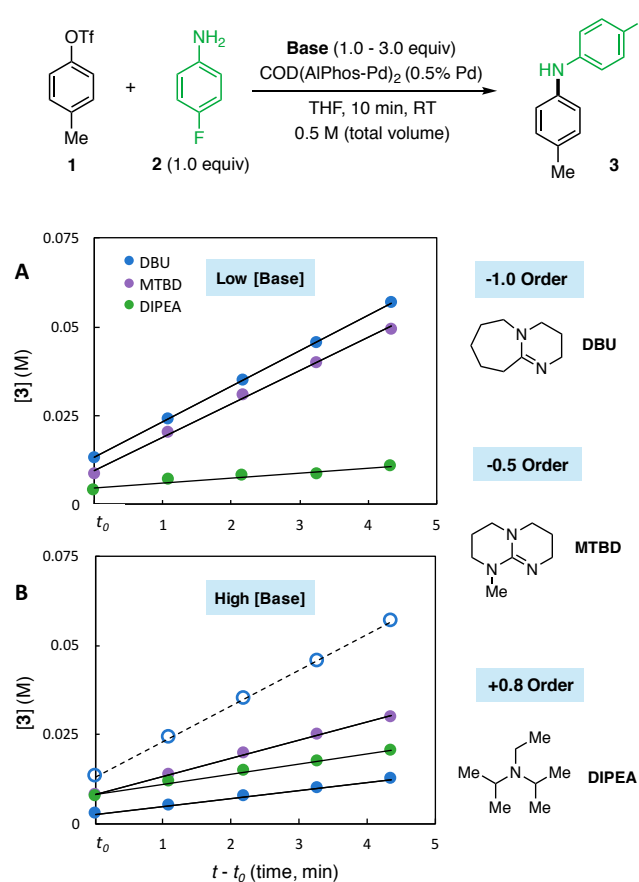 OTf
Me
1
+
NH2
F
2 (1.0 equiv)
Base (1.0 - 3.0 equiv)
COD(AlPhos-Pd)2 (0.5% Pd)
THF, 10 min, RT
0.5 M (total volume)
HN
Me
3
A
[3] (M)
0.075
0.05
0.025
0
DBU
MTBD
DIPEA
Low [Base]
t0
1
2
3
4
5
-1.0 Order
N
N
DBU
-0.5 Order
N
N
N
Me
MTBD
B
[3] (M)
0.075
0.05
0.025
0
High [Base]
t0
1
2
3
4
5
t - t0 (time, min)
+0.8 Order
Me
N
Me
Me
Me
Me
DIPEA